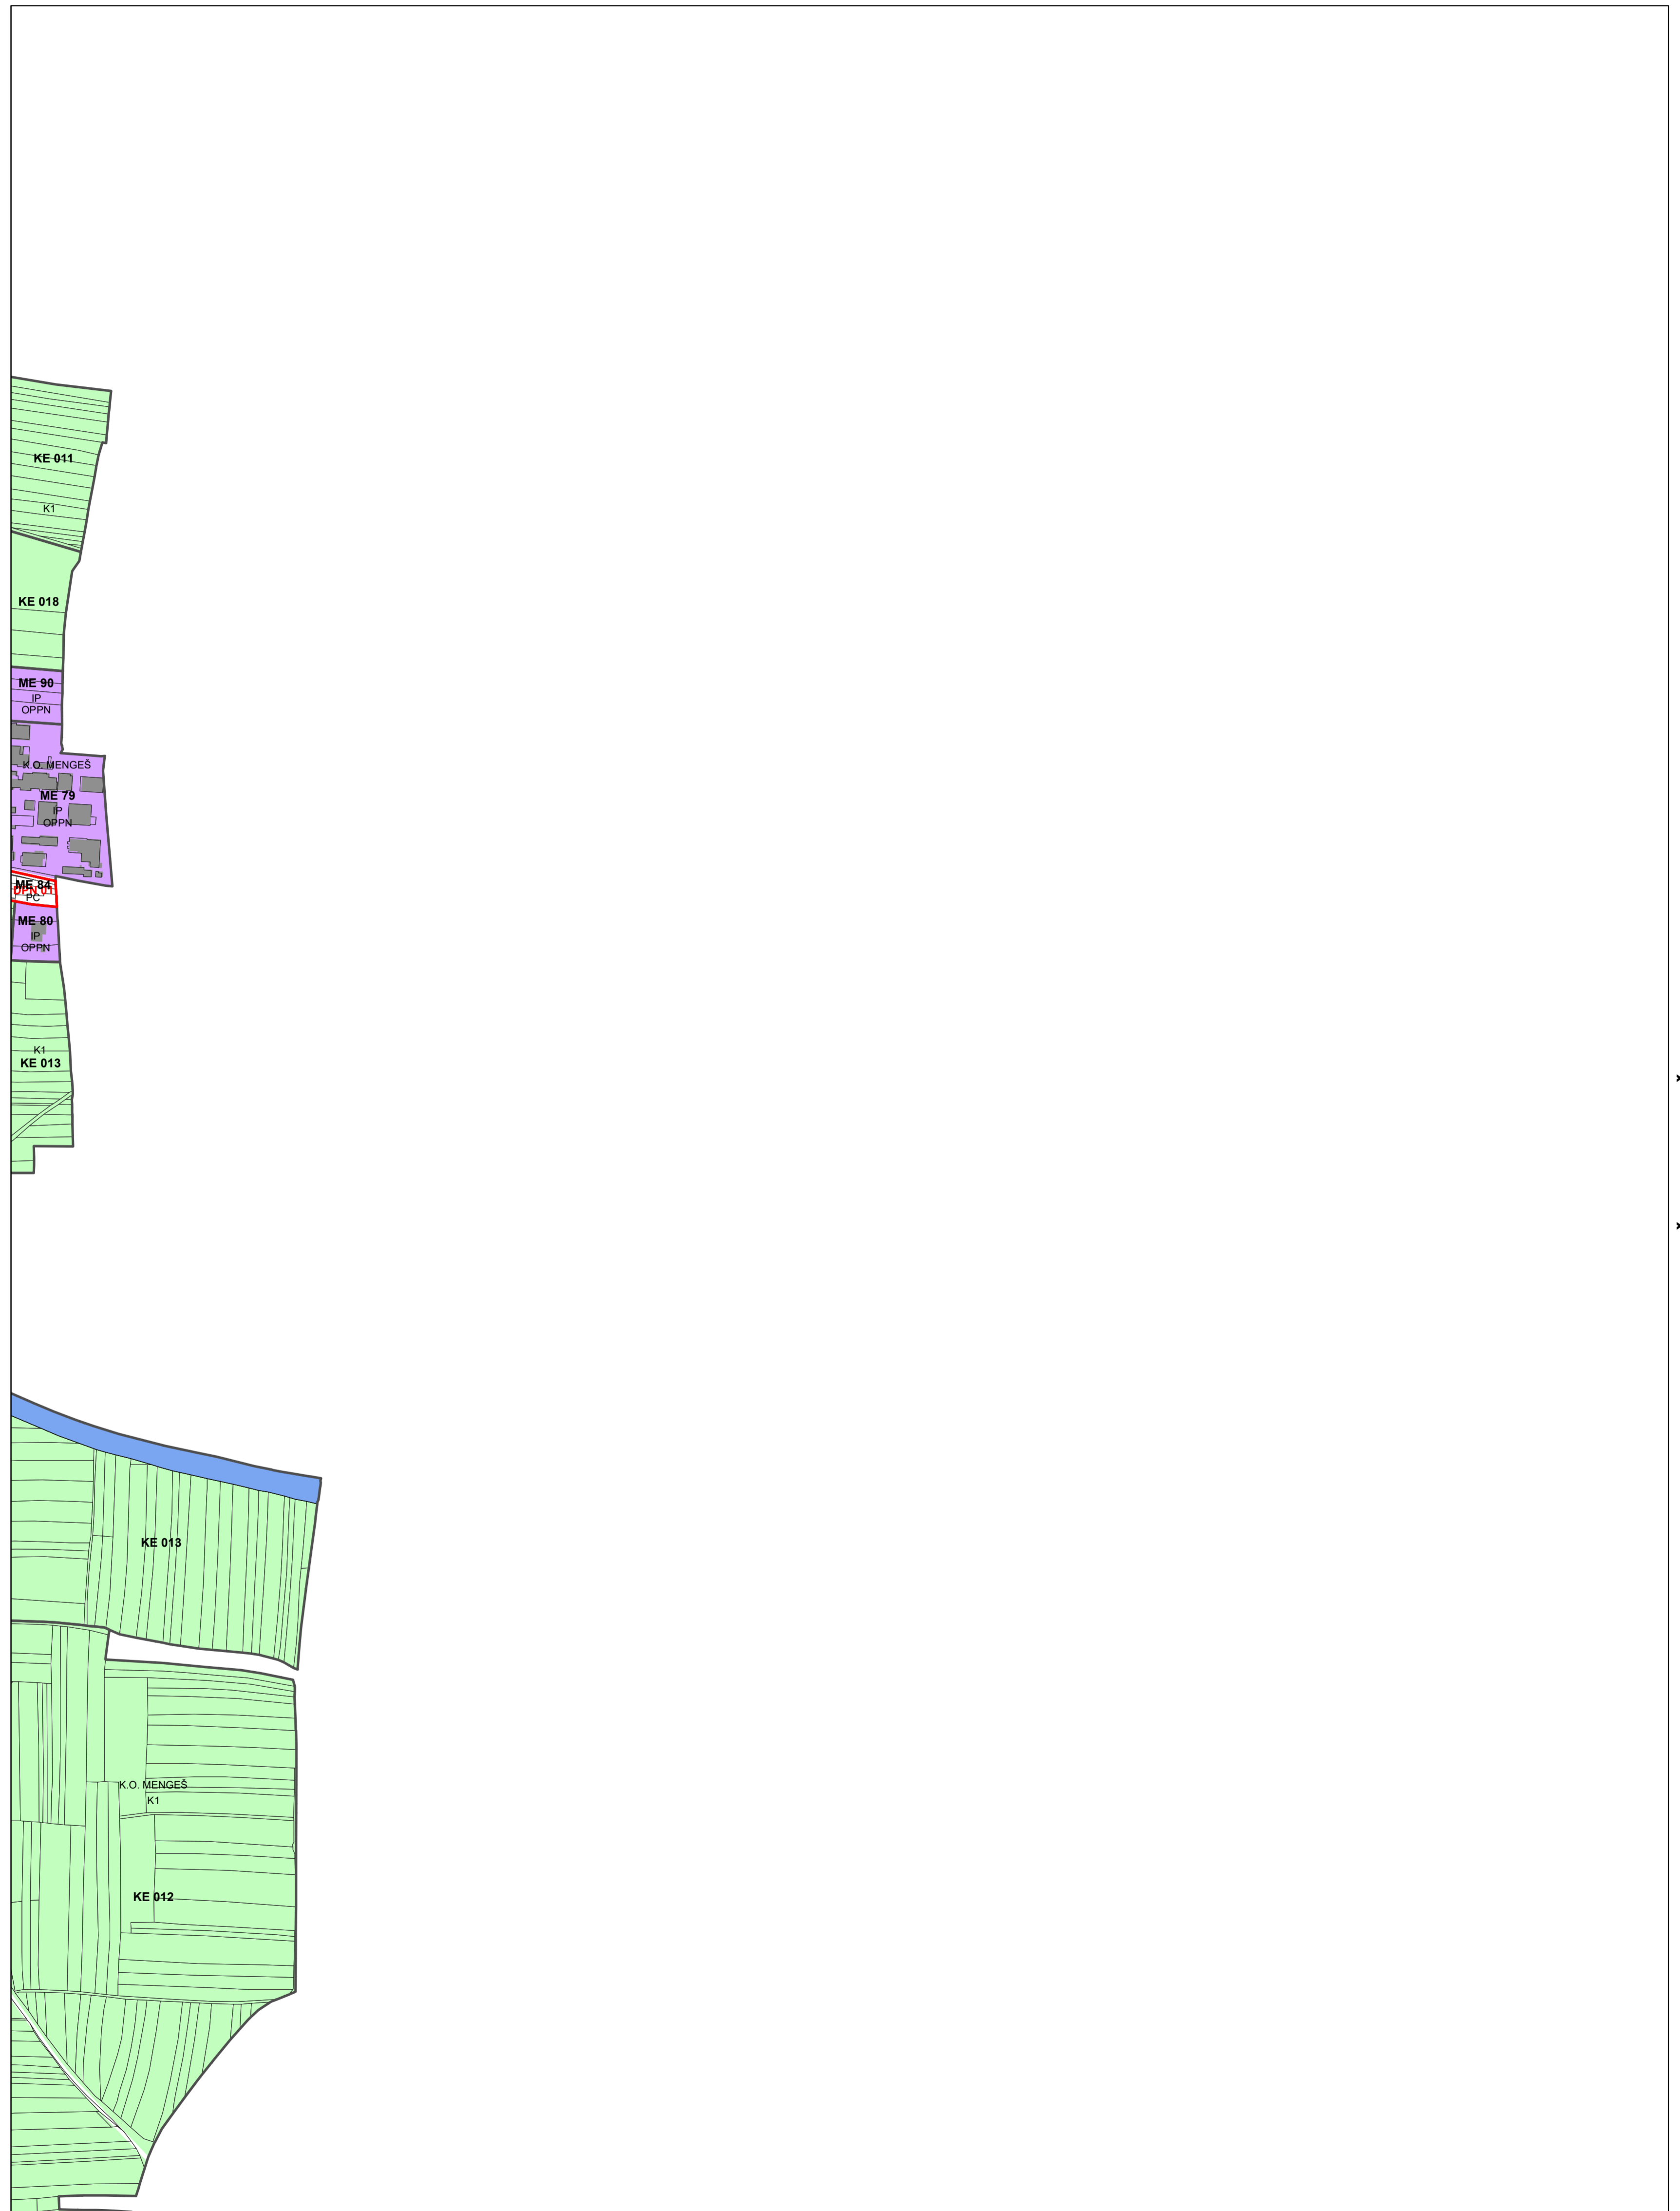 KE 011
K1
KE 018
ME 90
IP
OPPN
K.O. MENGEŠ
ME 79
IP
OPPN
ME 84
DPN 01
PC
ME 80
IP
OPPN
K1
KE 013
KE 013
K.O. MENGEŠ
K1
KE 012